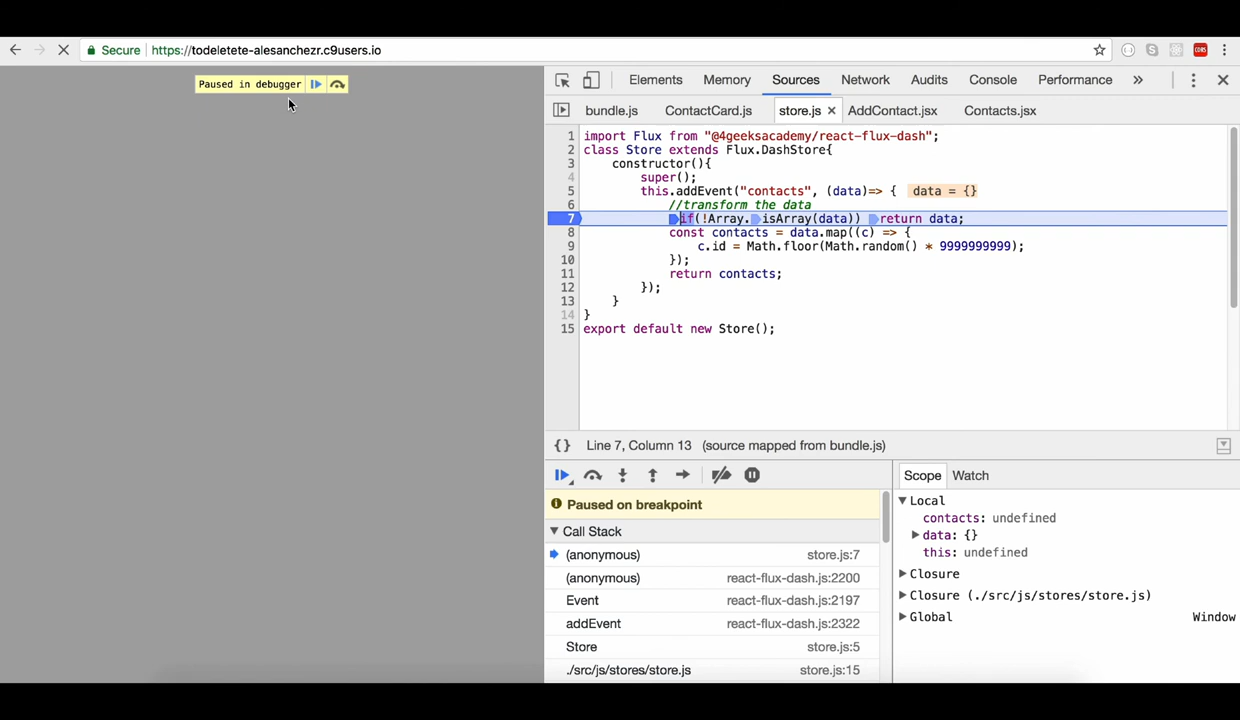 Secure https://todeletete-alesanchezr.c9users.io
Paused in debugger
Elements Memory Sources Network Audits Console Performance »
bundle.js ContactCard.js store.js × AddContact.jsx Contacts.jsx
1 import Flux from "@4geeksacademy/react-flux-dash";
2 class Store extends Flux.DashStore{
3 constructor(){
4 super();
5 this.addEvent("contacts", (data)=> { data = {}
6 //transform the data
7 if(!Array.isArray(data)) return data;
8 const contacts = data.map((c) => {
9 c.id = Math.floor(Math.random() * 9999999999);
10 });
11 return contacts;
12 });
13 }
14 }
15 export default new Store();
{} Line 7, Column 13 (source mapped from bundle.js)
Paused on breakpoint
Call Stack
(anonymous) store.js:7
(anonymous) react-flux-dash.js:2200
Event react-flux-dash.js:2197
addEvent react-flux-dash.js:2322
Store store.js:5
./src/js/stores/store.js store.js:15
Scope Watch
Local
contacts: undefined
data: {}
this: undefined
Closure
Closure (./src/js/stores/store.js)
Global Window